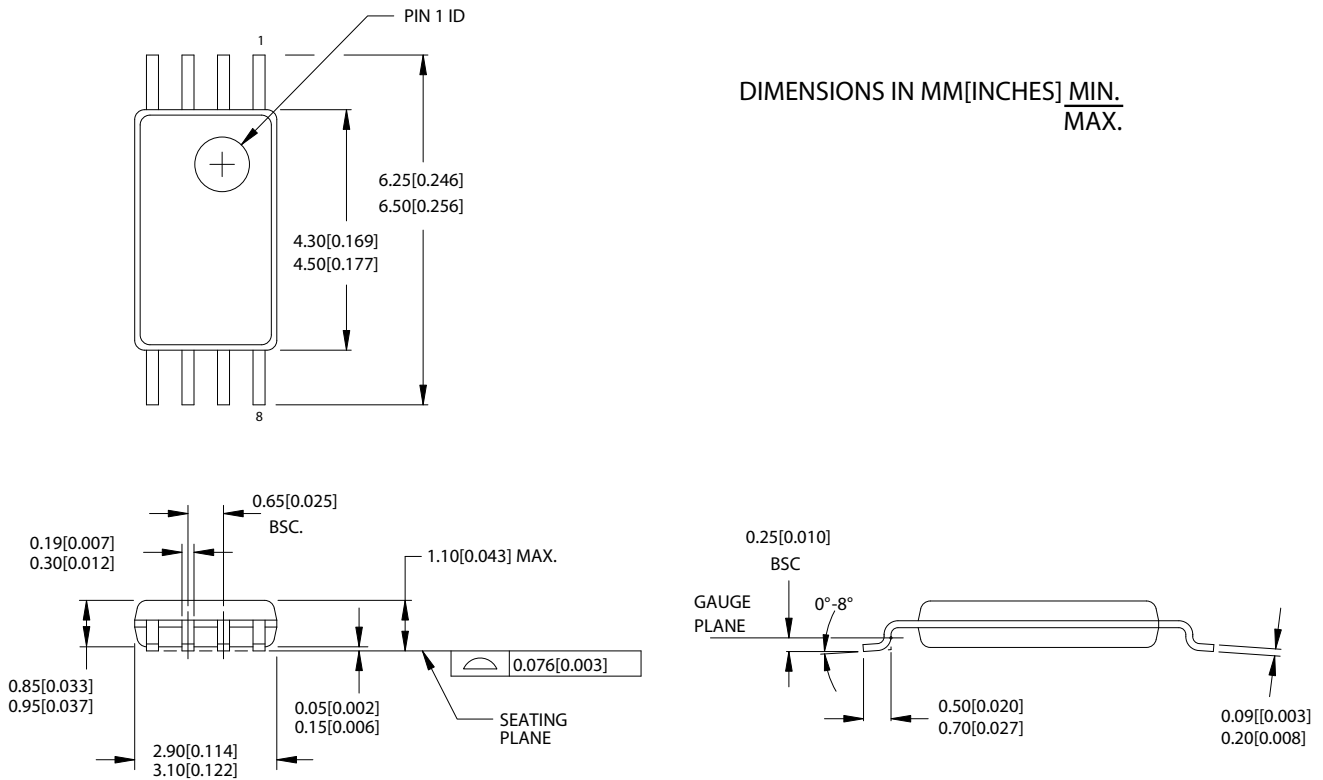 PIN 1 ID
1
DIMENSIONS IN MM[INCHES] MIN.
MAX.
6.25[0.246]
6.50[0.256]
4.30[0.169]
4.50[0.177]
8
0.65[0.025]
BSC.
0.19[0.007]
0.30[0.012]
1.10[0.043] MAX.
0.25[0.010]
BSC
GAUGE
PLANE
0°-8°
0.076[0.003]
0.85[0.033]
0.95[0.037]
0.05[0.002]
0.15[0.006]
SEATING
PLANE
2.90[0.114]
3.10[0.122]
0.50[0.020]
0.70[0.027]
0.09[[0.003]
0.20[0.008]